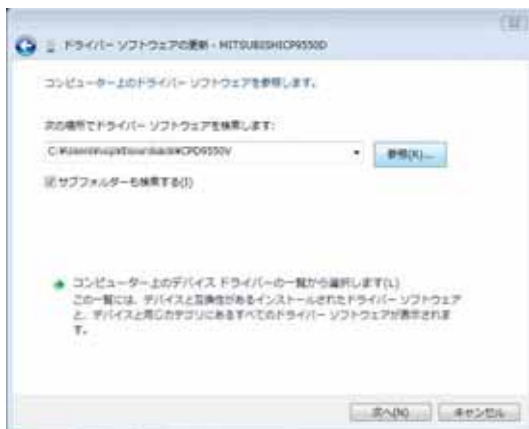 ドライバー ソフトウェアの更新 - MITSUBISHICP9550D
コンピューター上のドライバー ソフトウェアを参照します。
次の場所でドライバー ソフトウェアを検索します:
参照(R)...
サブフォルダーも検索する(I)
コンピューター上のデバイス ドライバーの一覧から選択します(L)
この一覧には、デバイスと互換性があるインストールされたドライバー ソフトウェア
と、デバイスと同じカテゴリにあるすべてのドライバー ソフトウェアが表示されま
す。
次へ(N)
キャンセル